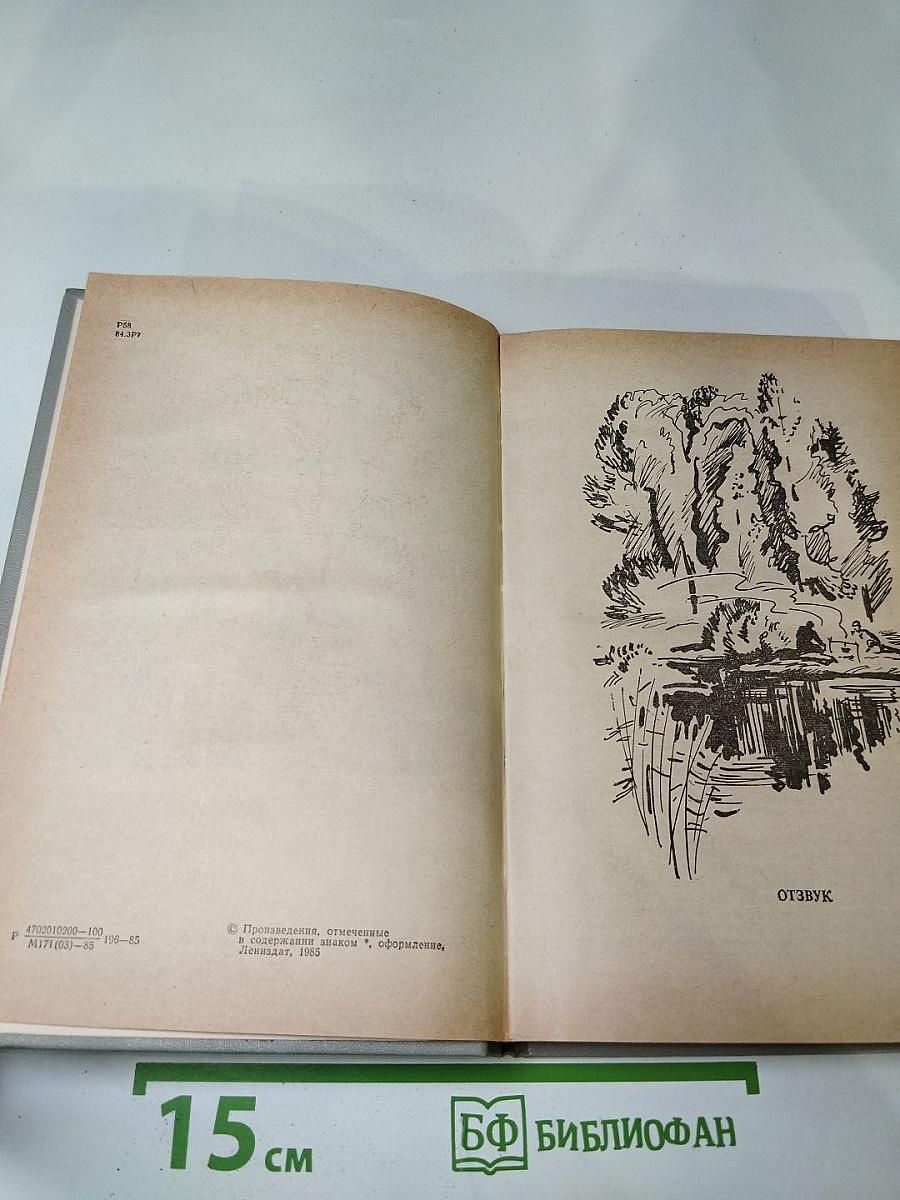 Р58
84.3Р7
Р 4702010200—100 196—85
М171(03)—85
© Произведения, отмеченные
в содержании знаком *, оформление,
Лениздат, 1985
ОТЗВУК
15 см
БФ БИБЛИОФАН